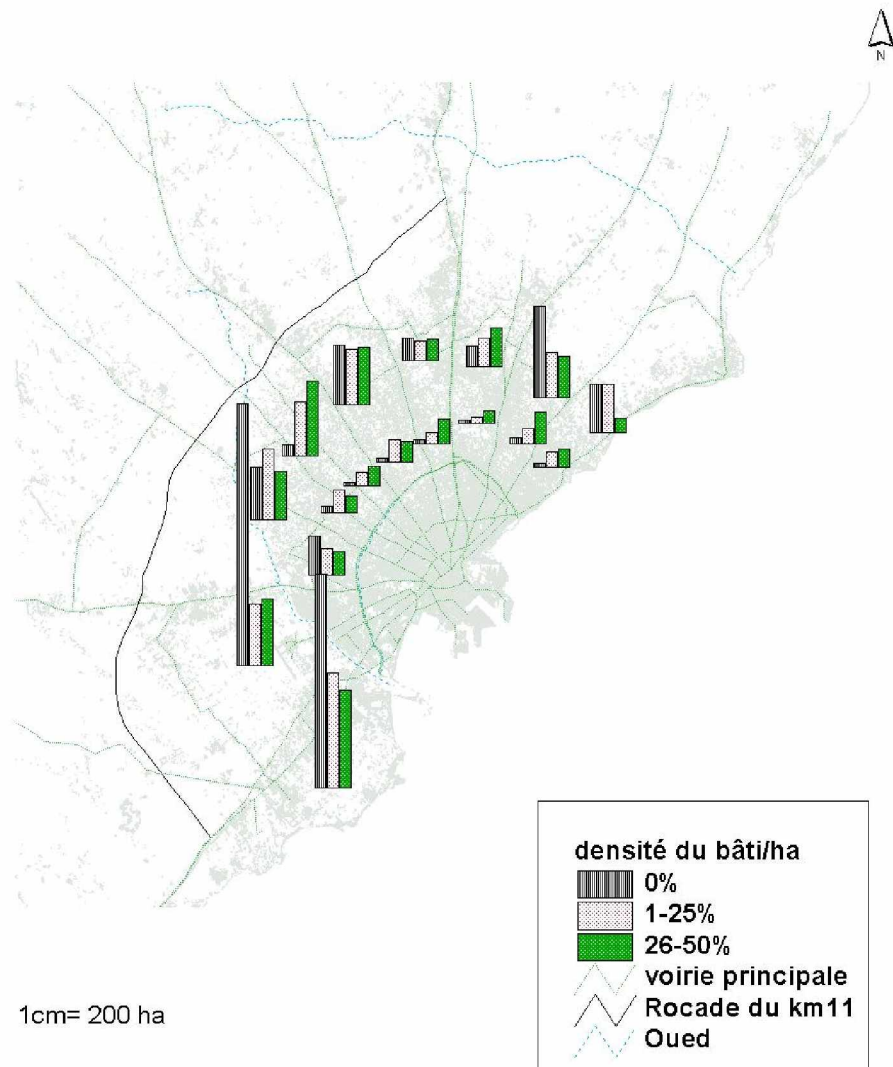 N
densité du bâti/ha
0%
1-25%
26-50%
voirie principale
Rocade du km11
Oued
1cm= 200 ha